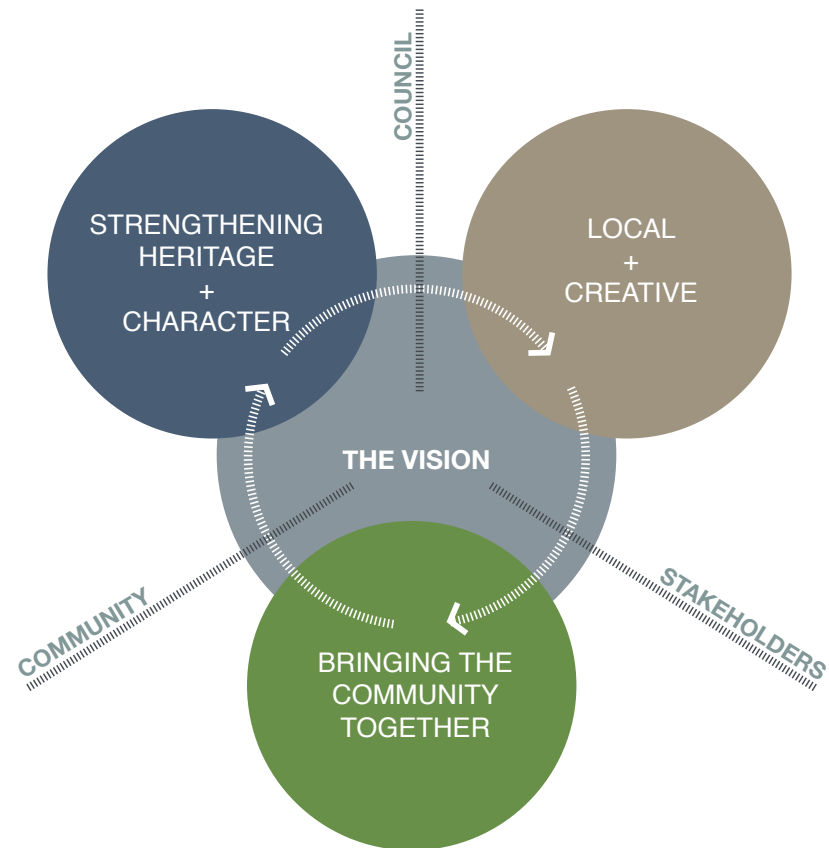 COUNCIL
STRENGTHENING
HERITAGE
+
CHARACTER
LOCAL
+
CREATIVE
THE VISION
COMMUNITY
STAKEHOLDERS
BRINGING THE
COMMUNITY
TOGETHER